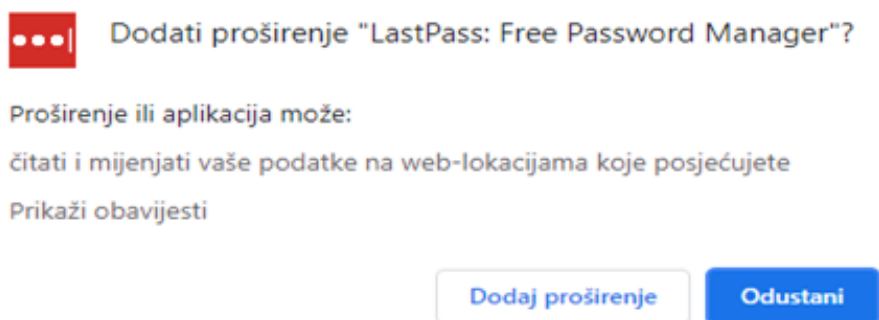 Dodati proširenje "LastPass: Free Password Manager"?
Proširenje ili aplikacija može:
čitati i mijenjati vaše podatke na web-lokacijama koje posjećujete
Prikaži obavijesti
Dodaj proširenje
Odustani